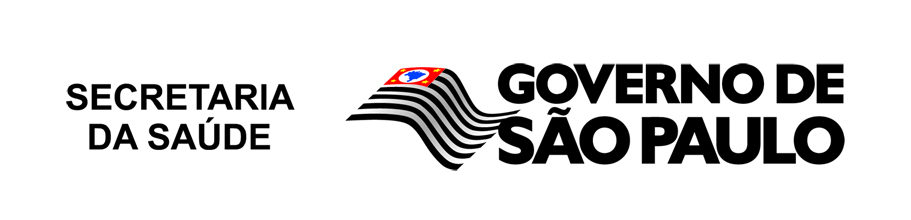 SECRETARIA
DA SAÚDE
GOVERNO DE
SÃO PAULO